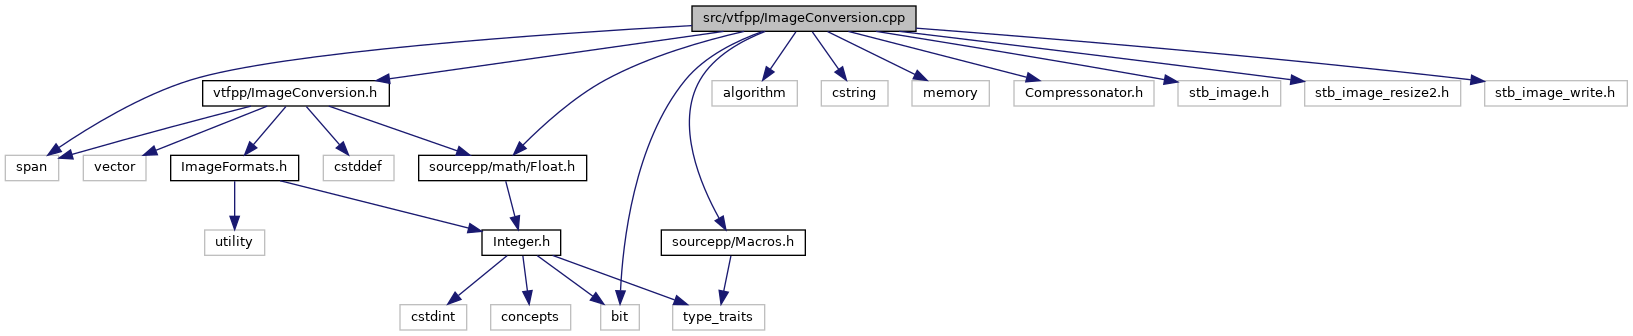 src/vtfpp/ImageConversion.cpp
vtfpp/ImageConversion.h
algorithm
cstring
memory
Compressonator.h
stb_image.h
stb_image_resize2.h
stb_image_write.h
span
vector
ImageFormats.h
cstddef
sourcepp/math/Float.h
utility
Integer.h
sourcepp/Macros.h
cstdint
concepts
bit
type_traits